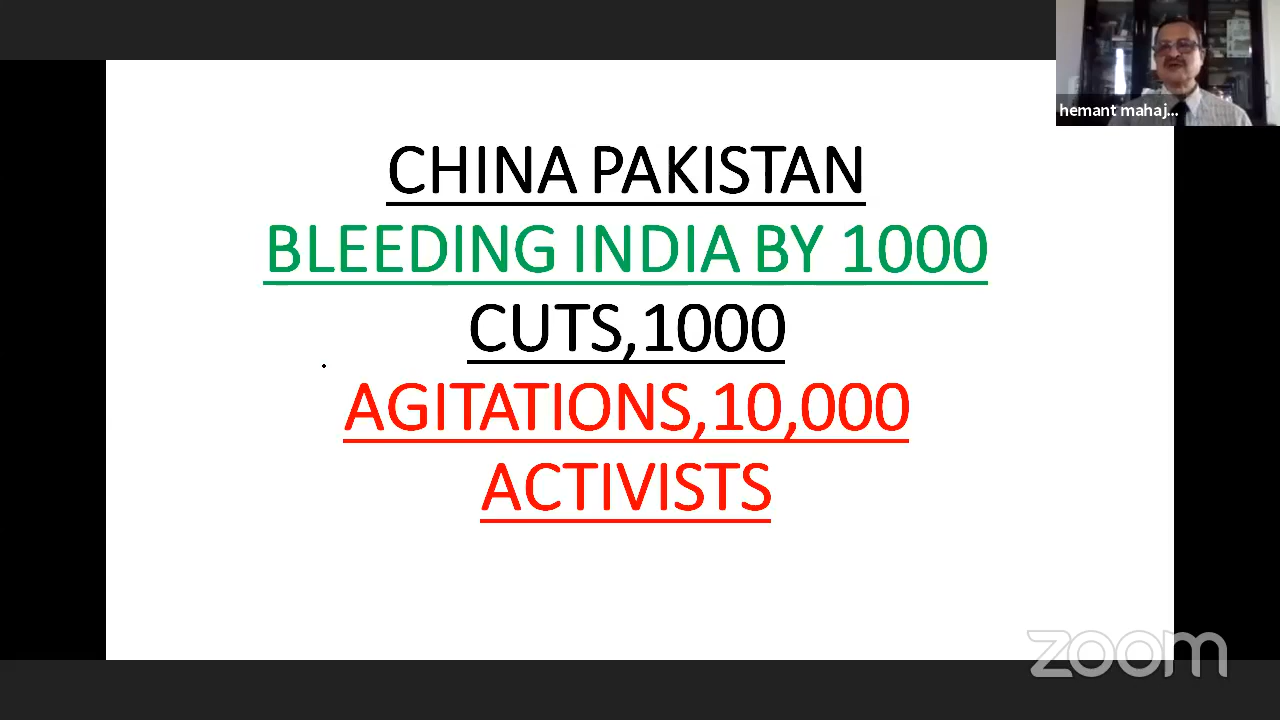 hemant mahaj...
CHINA PAKISTAN
BLEEDING INDIA BY 1000
CUTS,1000
AGITATIONS,10,000
ACTIVISTS
zoom